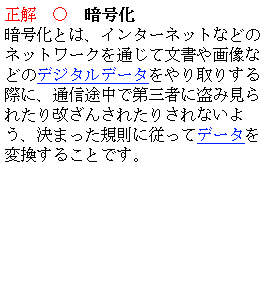 正解　○　暗号化
暗号化とは、インターネットなどの
ネットワークを通じて文書や画像な
どのデジタルデータをやり取りする
際に、通信途中で第三者に盗み見ら
れたり改ざんされたりされないよ
う、決まった規則に従ってデータを
変換することです。